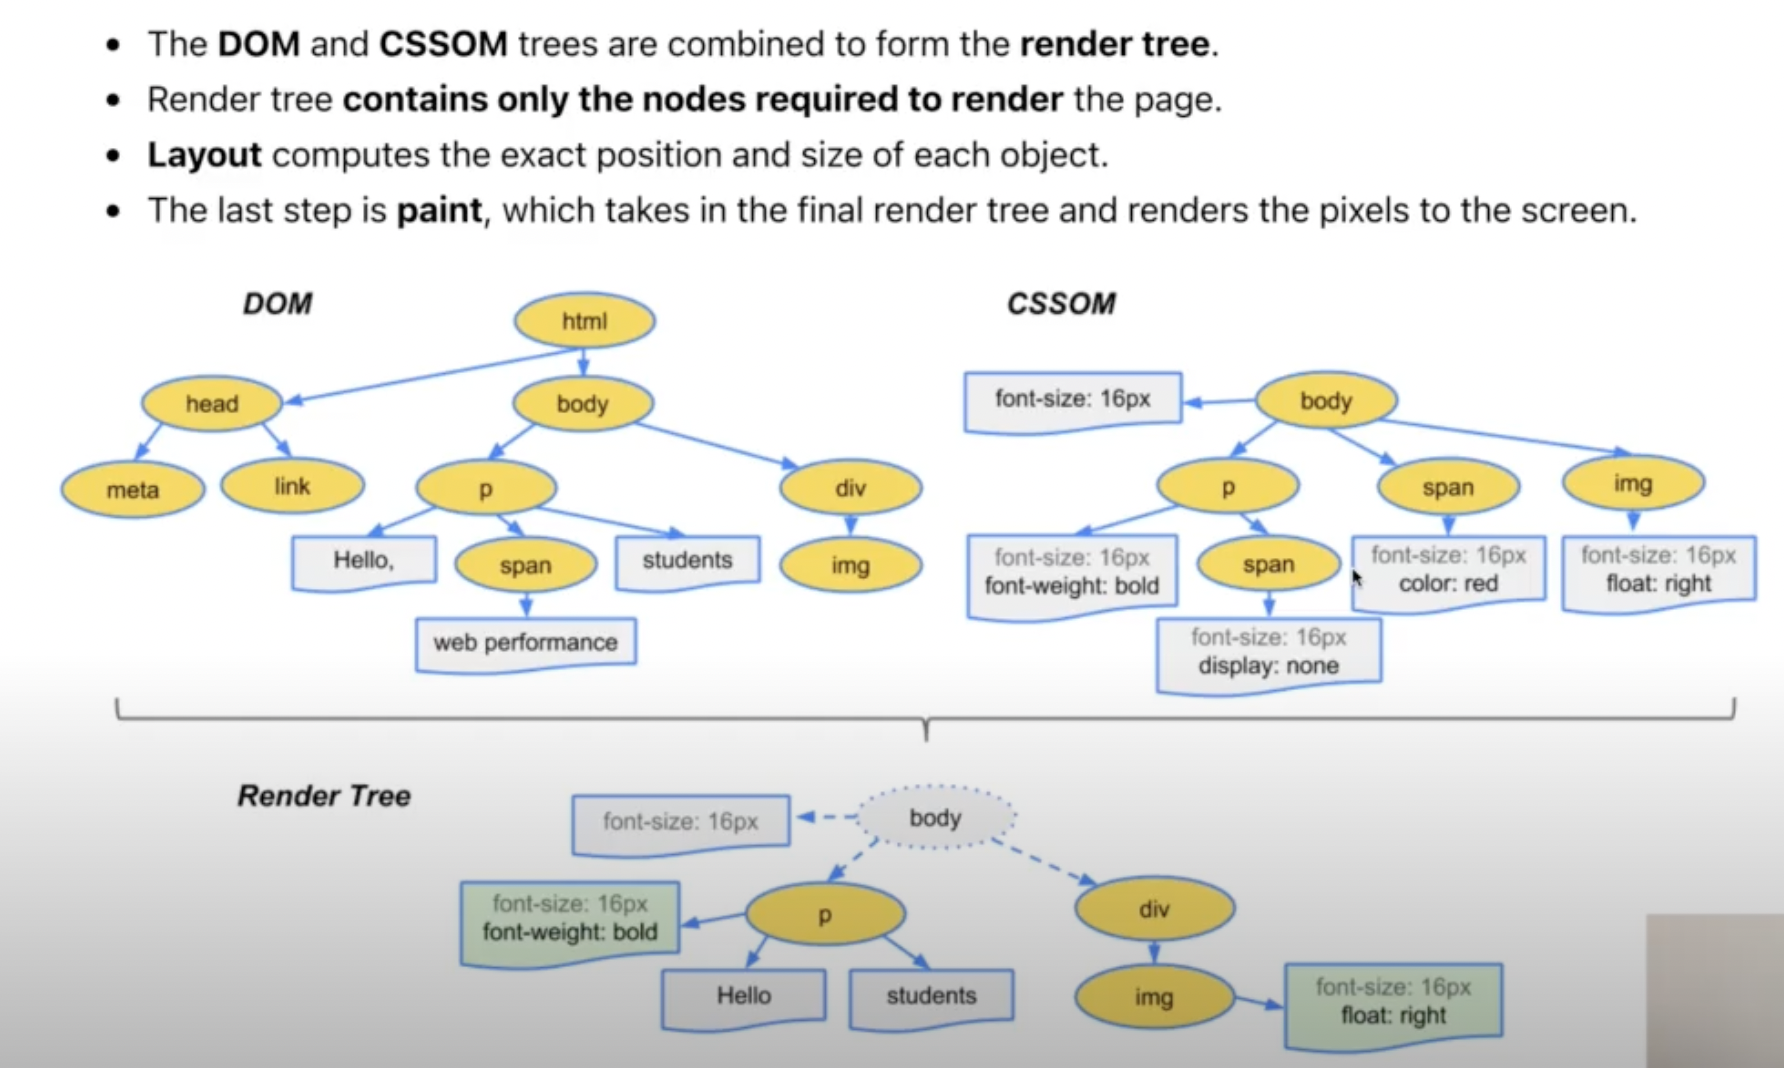 The DOM and CSSOM trees are combined to form the render tree.
Render tree contains only the nodes required to render the page.
Layout computes the exact position and size of each object.
The last step is paint, which takes in the final render tree and renders the pixels to the screen.
DOM
html
head
body
meta
link
p
div
Hello,
span
students
img
web performance
CSSOM
font-size: 16px
body
p
span
img
font-size: 16px
font-weight: bold
span
font-size: 16px
color: red
font-size: 16px
float: right
font-size: 16px
display: none
Render Tree
font-size: 16px
body
font-size: 16px
font-weight: bold
p
div
Hello
students
img
font-size: 16px
float: right